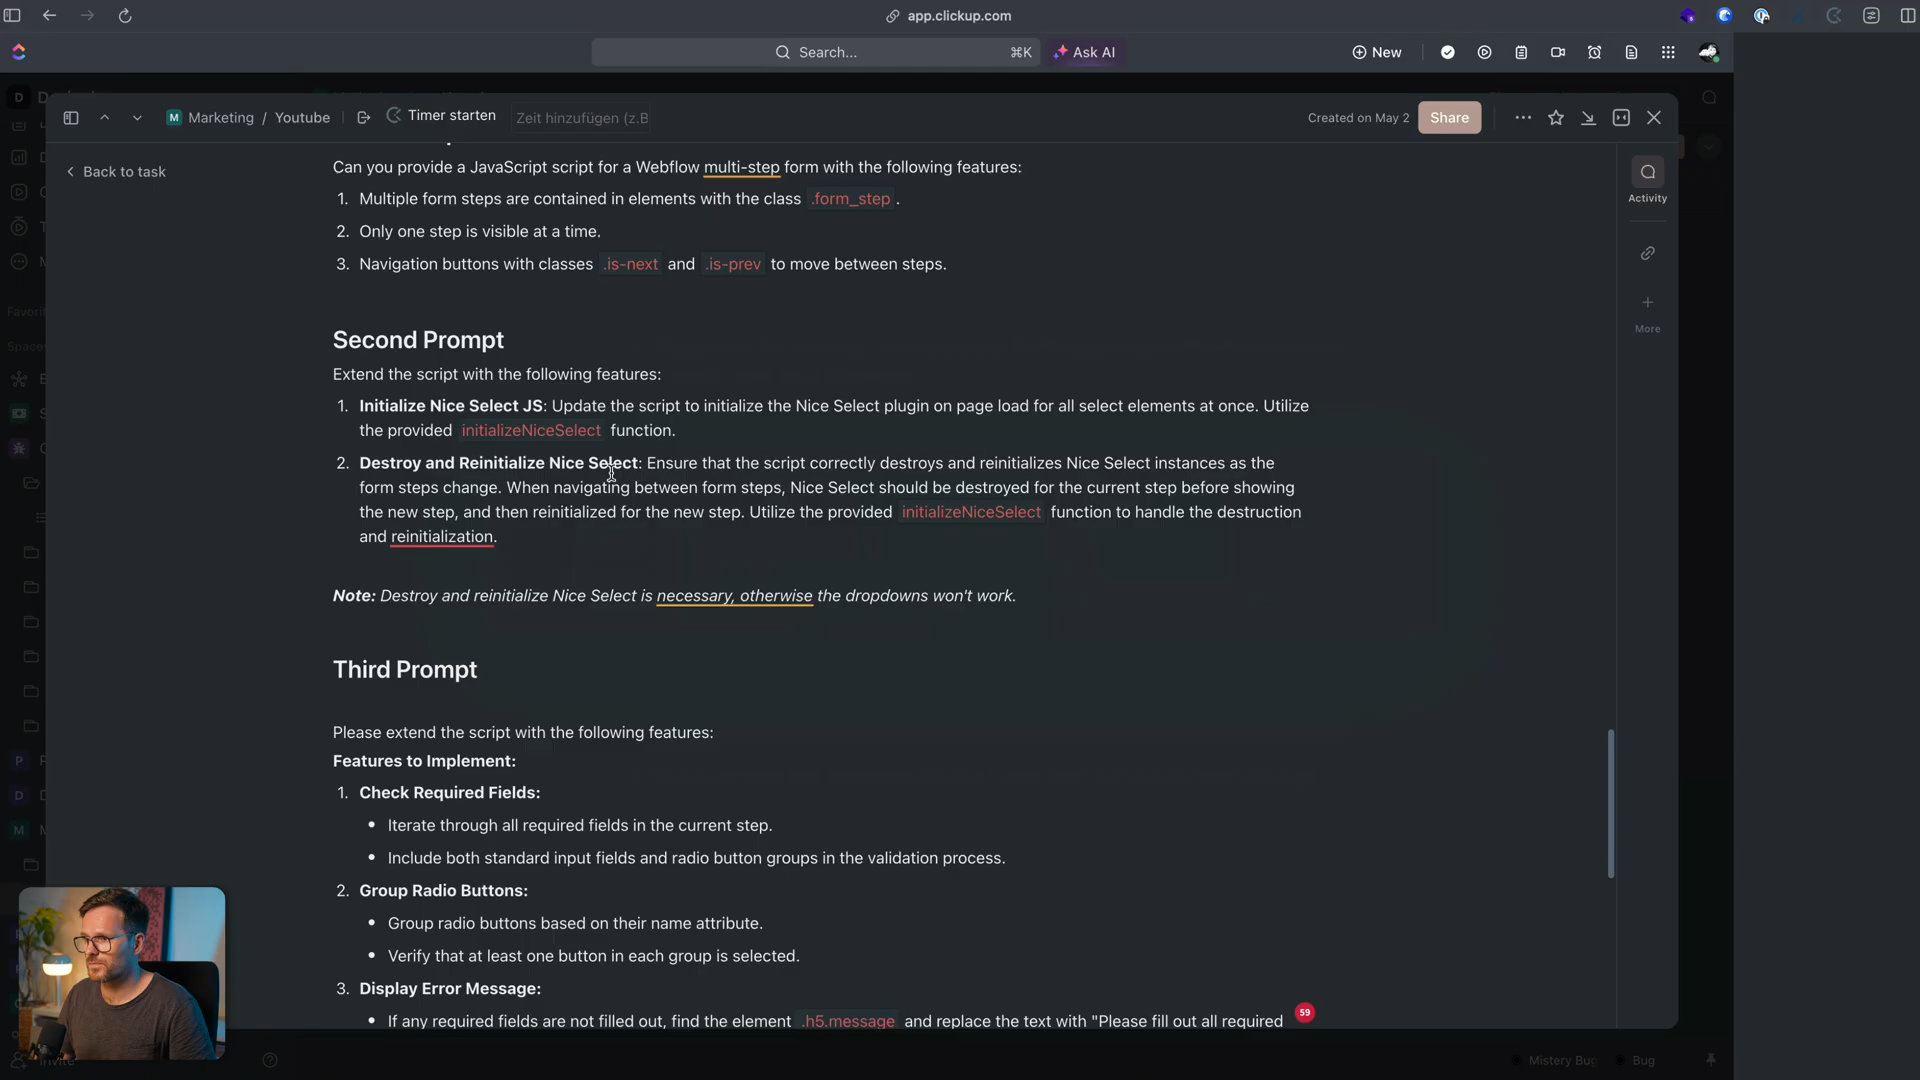 app.clickup.com
Search...
⌘K
Ask AI
New
Marketing / Youtube
Timer starten
Zeit hinzufügen (z.B
Created on May 2
Share
Back to task
Activity
More
Can you provide a JavaScript script for a Webflow multi-step form with the following features:
1. Multiple form steps are contained in elements with the class .form_step.
2. Only one step is visible at a time.
3. Navigation buttons with classes .is-next and .is-prev to move between steps.
Second Prompt
Extend the script with the following features:
1. Initialize Nice Select JS: Update the script to initialize the Nice Select plugin on page load for all select elements at once. Utilize
the provided initializeNiceSelect function.
2. Destroy and Reinitialize Nice Select: Ensure that the script correctly destroys and reinitializes Nice Select instances as the
form steps change. When navigating between form steps, Nice Select should be destroyed for the current step before showing
the new step, and then reinitialized for the new step. Utilize the provided initializeNiceSelect function to handle the destruction
and reinitialization.
Note: Destroy and reinitialize Nice Select is necessary, otherwise the dropdowns won't work.
Third Prompt
Please extend the script with the following features:
Features to Implement:
1. Check Required Fields:
• Iterate through all required fields in the current step.
• Include both standard input fields and radio button groups in the validation process.
2. Group Radio Buttons:
• Group radio buttons based on their name attribute.
• Verify that at least one button in each group is selected.
3. Display Error Message:
• If any required fields are not filled out, find the element .h5.message and replace the text with "Please fill out all required
59
Favori
Space
Invite
Mistery Bug
Bug